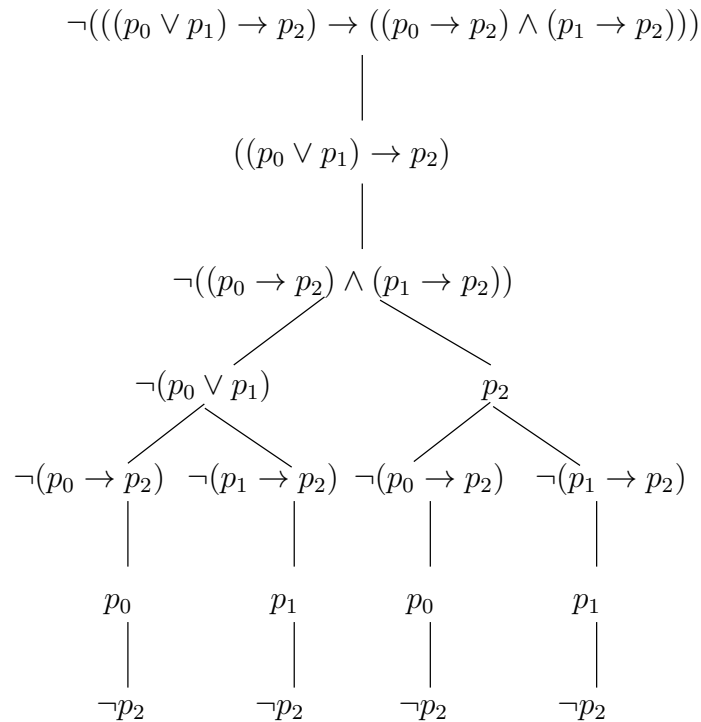 ¬(((p₀ ∨ p₁) → p₂) → ((p₀ → p₂) ∧ (p₁ → p₂)))
((p₀ ∨ p₁) → p₂)
¬((p₀ → p₂) ∧ (p₁ → p₂))
¬(p₀ ∨ p₁) p₂
¬(p₀ → p₂) ¬(p₁ → p₂) ¬(p₀ → p₂) ¬(p₁ → p₂)
p₀ p₁ p₀ p₁
¬p₂ ¬p₂ ¬p₂ ¬p₂